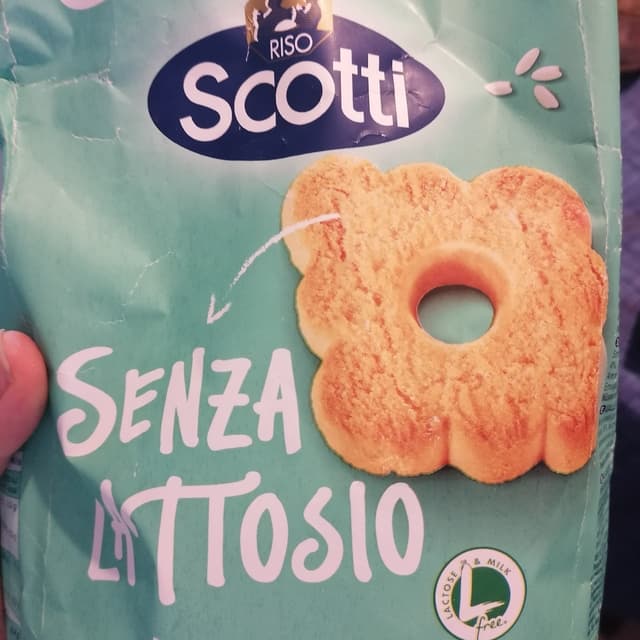 RISO
Scotti
SENZA
LATTOSIO
LACTOSE & MILK
free.